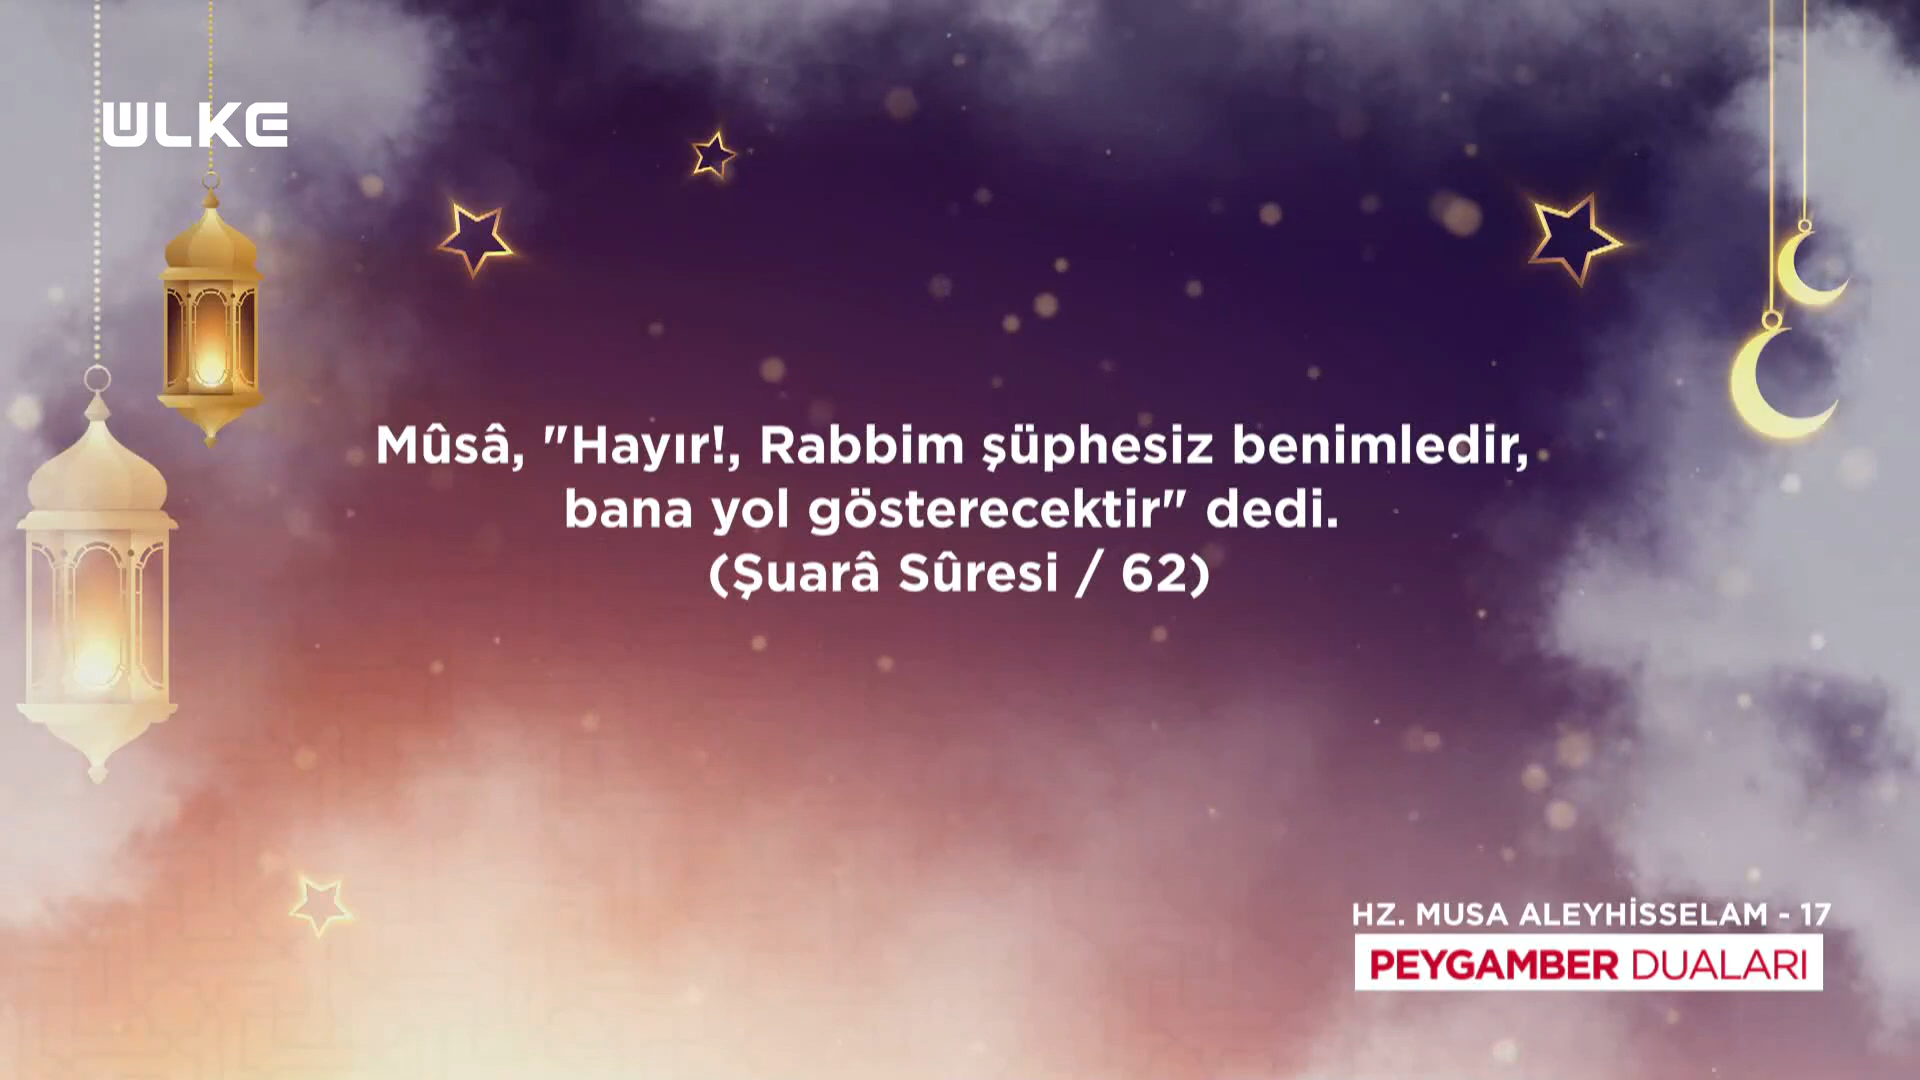 ULKE
Mûsâ, "Hayır!, Rabbim şüphesiz benimledir,
bana yol gösterecektir" dedi.
(Şuarâ Sûresi / 62)
HZ. MUSA ALEYHİSSELAM - 17
PEYGAMBER DUALARI